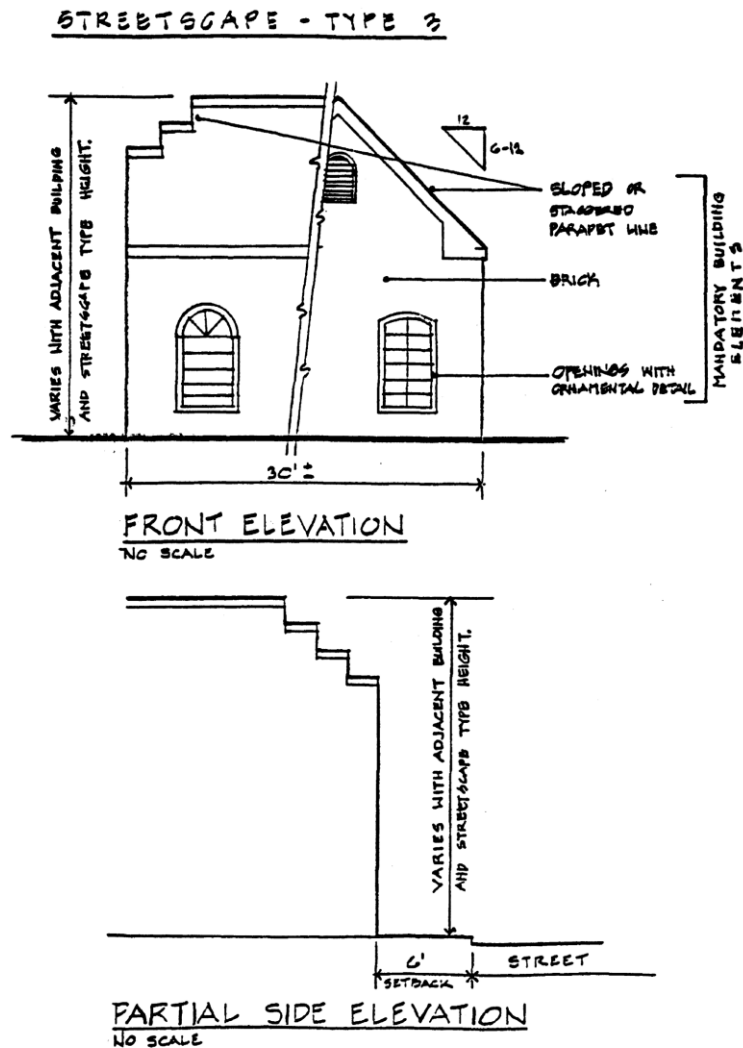 STREETSCAPE - TYPE 3
VARIES WITH ADJACENT BUILDING
AND STREETSCAPE TYPE HEIGHT.
12
6-12
SLOPED OR
STAGGERED
PARAPET LINE
BRICK
OPENINGS WITH
ORNAMENTAL DETAIL
MANDATORY BUILDING
ELEMENTS
30' ±
FRONT ELEVATION
NO SCALE
VARIES WITH ADJACENT BUILDING
AND STREETSCAPE TYPE HEIGHT.
6'
SETBACK
STREET
PARTIAL SIDE ELEVATION
NO SCALE